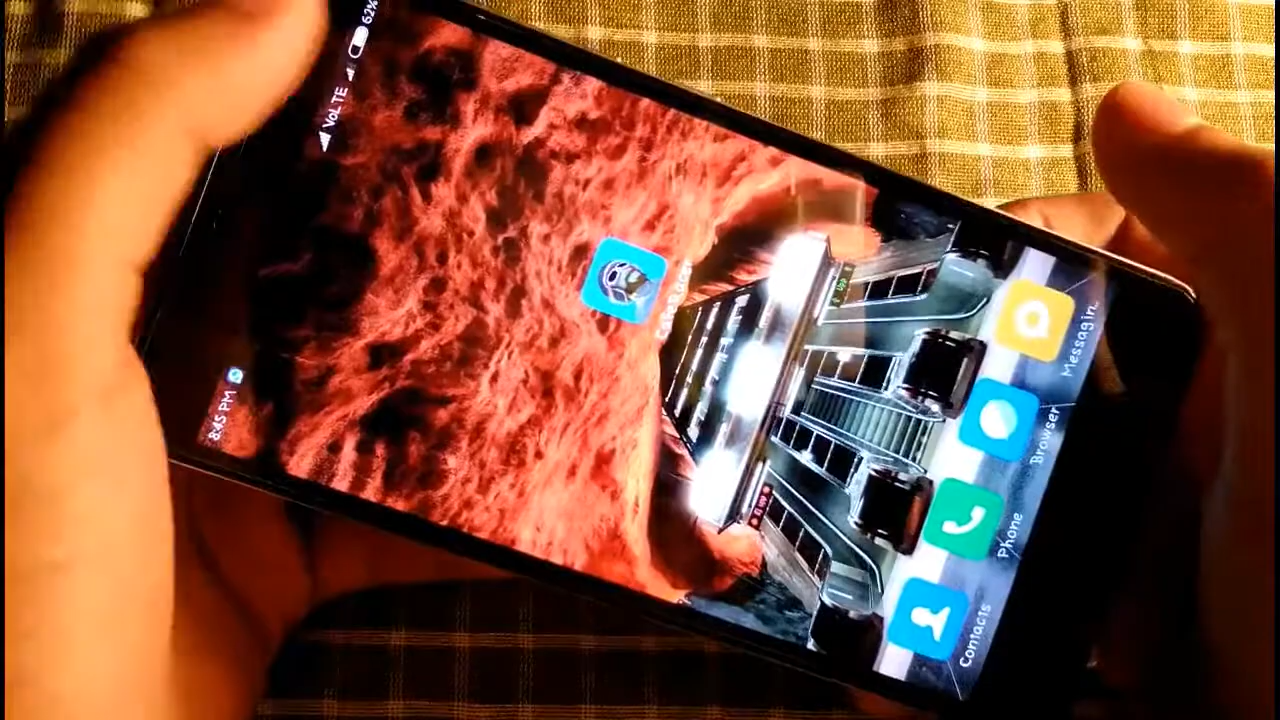 8:45 PM
VoLTE
62%
Contacts
Phone
Browser
Messagin..